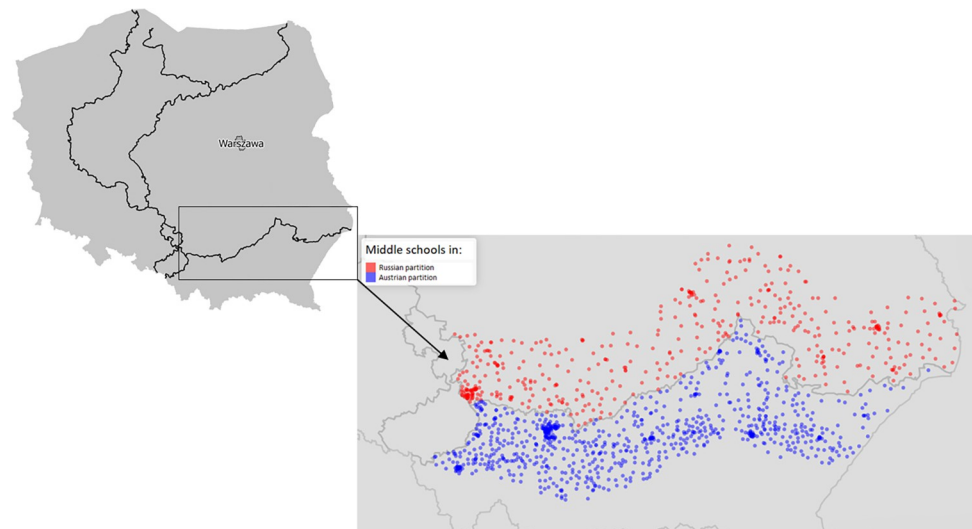 Warszawa
Middle schools in:
Russian partition
Austrian partition